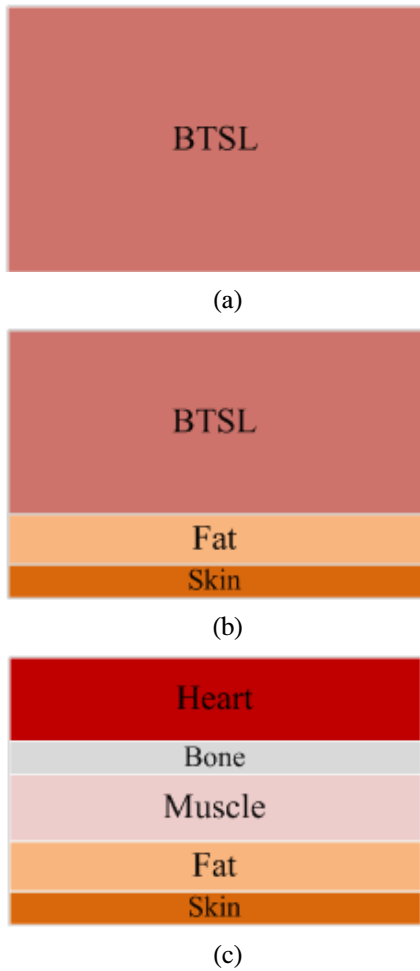 BTSL
(a)
BTSL
Fat
Skin
(b)
Heart
Bone
Muscle
Fat
Skin
(c)